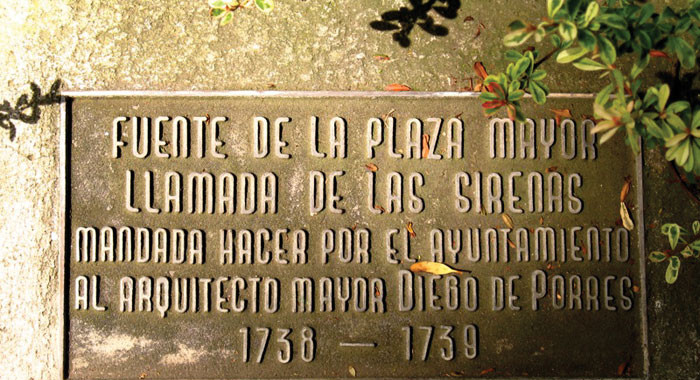 FUENTE DE LA PLAZA MAYOR
LLAMADA DE LAS SIRENAS
MANDADA HACER POR EL AYUNTAMIENTO
AL ARQUITECTO MAYOR DIEGO DE PORRES
1738 — 1739